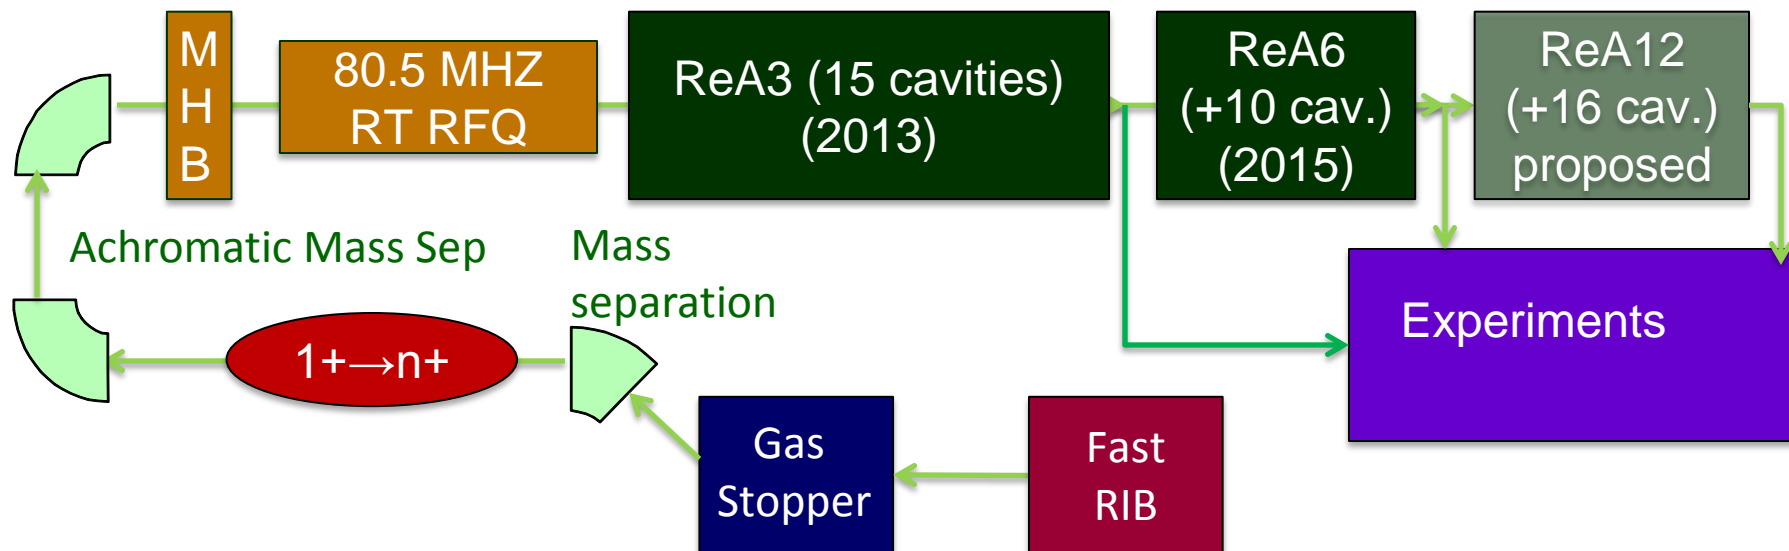 M
H
B
80.5 MHZ
RT RFQ
ReA3 (15 cavities)
(2013)
ReA6
(+10 cav.)
(2015)
ReA12
(+16 cav.)
proposed
Achromatic Mass Sep
Mass
separation
1+→n+
Experiments
Gas
Stopper
Fast
RIB